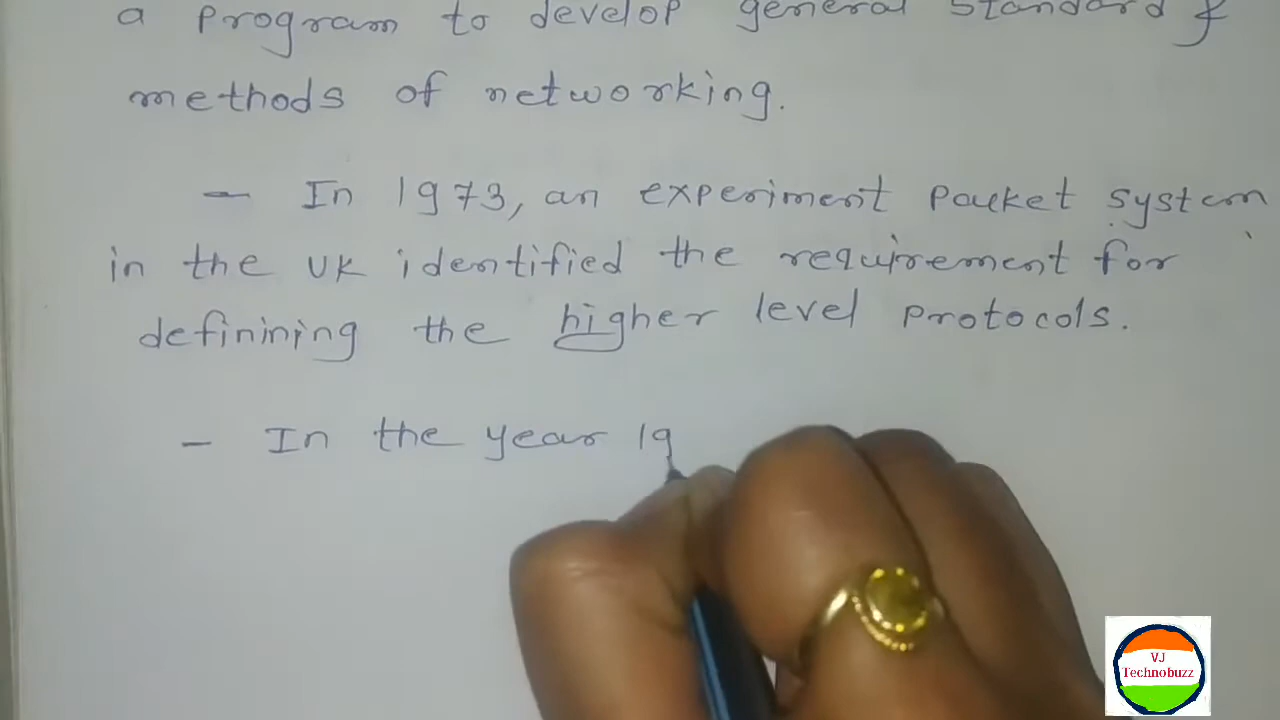 a program to develop general standard &
methods of networking.
- In 1973, an experiment packet system
in the UK identified the requirement for
definining the higher level protocols.
- In the year 19
VJ
Technobuzz